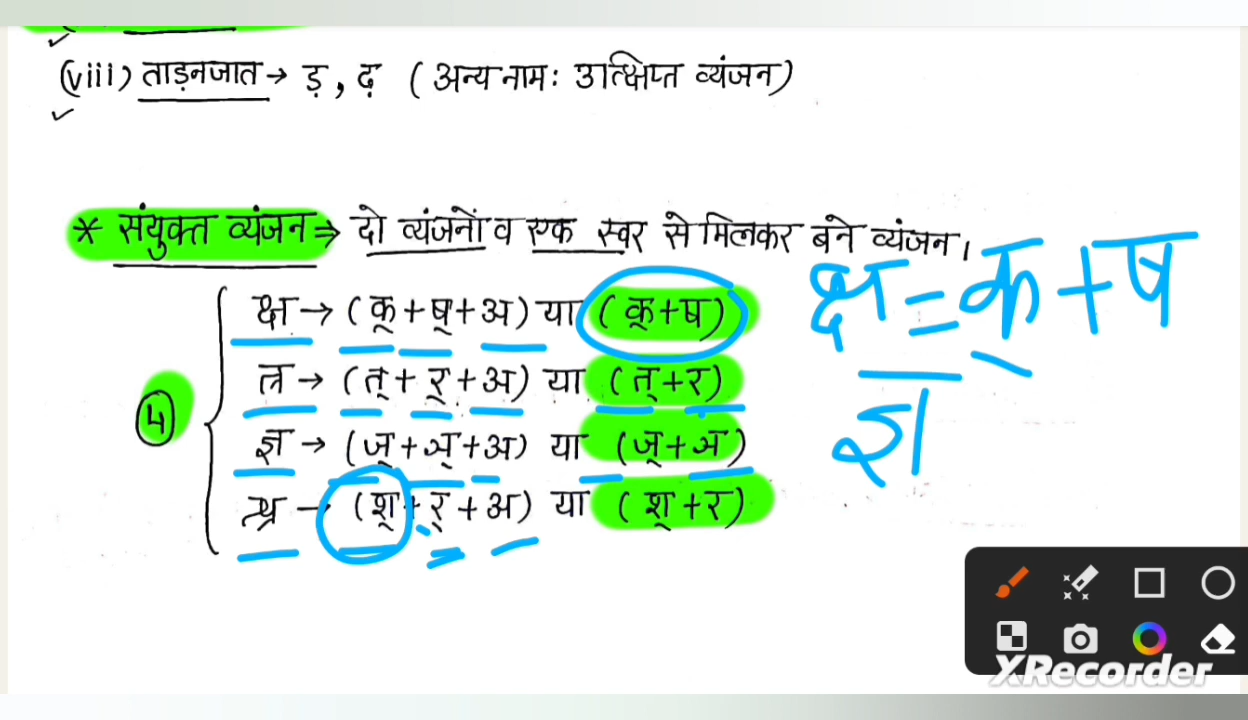 (viii) ताड़नजात → ड़, ढ़ ( अन्य नामः उत्क्षिप्त व्यंजन)
* संयुक्त व्यंजन ⇒ दो व्यंजनों व एक स्वर से मिलकर बने व्यंजन।
क्ष → (क् + ष् + अ) या (क् + ष)
त्र → (त् + र् + अ) या (त् + र)
4
ज्ञ → (ज् + ञ् + अ) या (ज् + ञ)
श्र → (श् + र् + अ) या (श् + र)
क्ष = क् + ष
ज्ञ
XRecorder